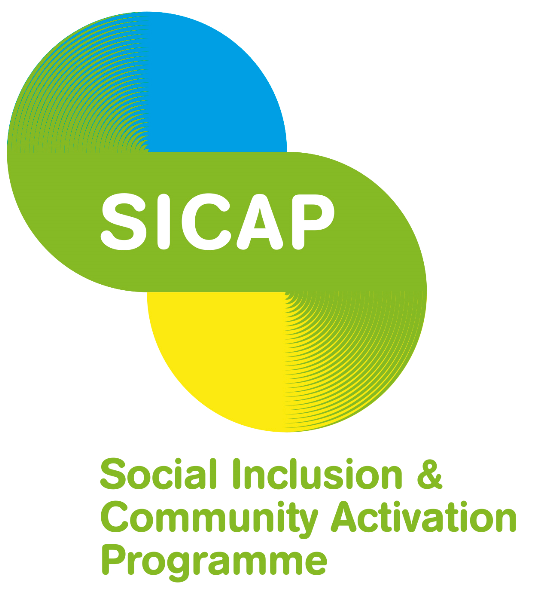 SICAP
Social Inclusion &
Community Activation
Programme